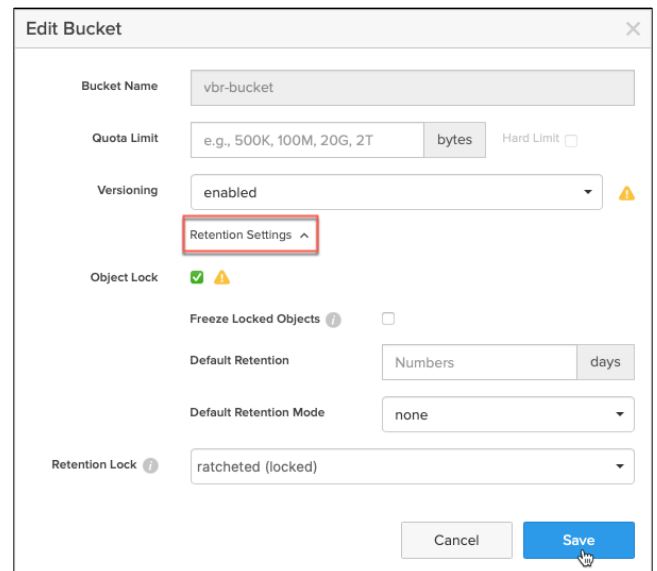 Edit Bucket
Bucket Name vbr-bucket
Quota Limit e.g., 500K, 100M, 20G, 2T bytes Hard Limit
Versioning enabled
Retention Settings
Object Lock
Freeze Locked Objects i
Default Retention Numbers days
Default Retention Mode none
Retention Lock i ratcheted (locked)
Cancel Save